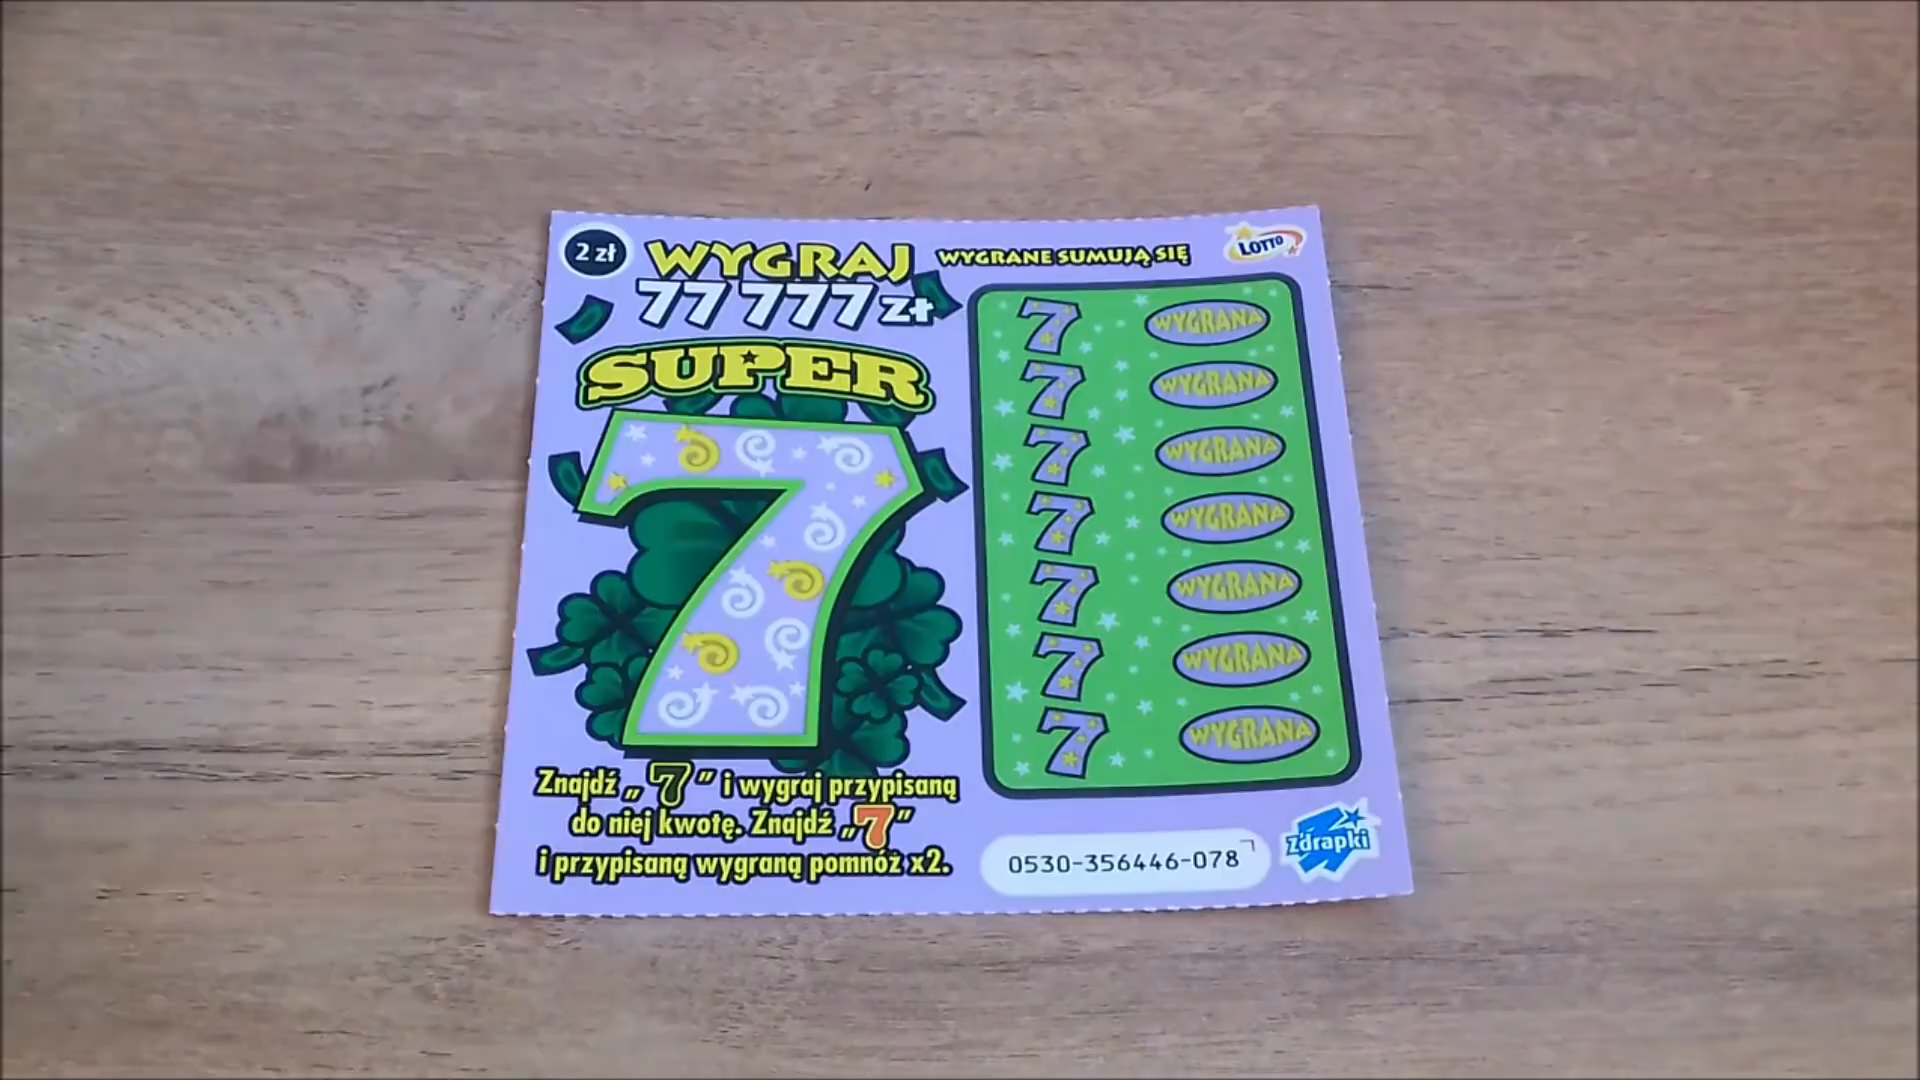 2 zł
WYGRAJ
77 777 zł
WYGRANE SUMUJĄ SIĘ
LOTTO
SUPER
7
7 WYGRANA
7 WYGRANA
7 WYGRANA
7 WYGRANA
7 WYGRANA
7 WYGRANA
7 WYGRANA
Znajdź „7” i wygraj przypisaną
do niej kwotę. Znajdź „7”
i przypisaną wygraną pomnóż x2.
0530-356446-078
Zdrapki